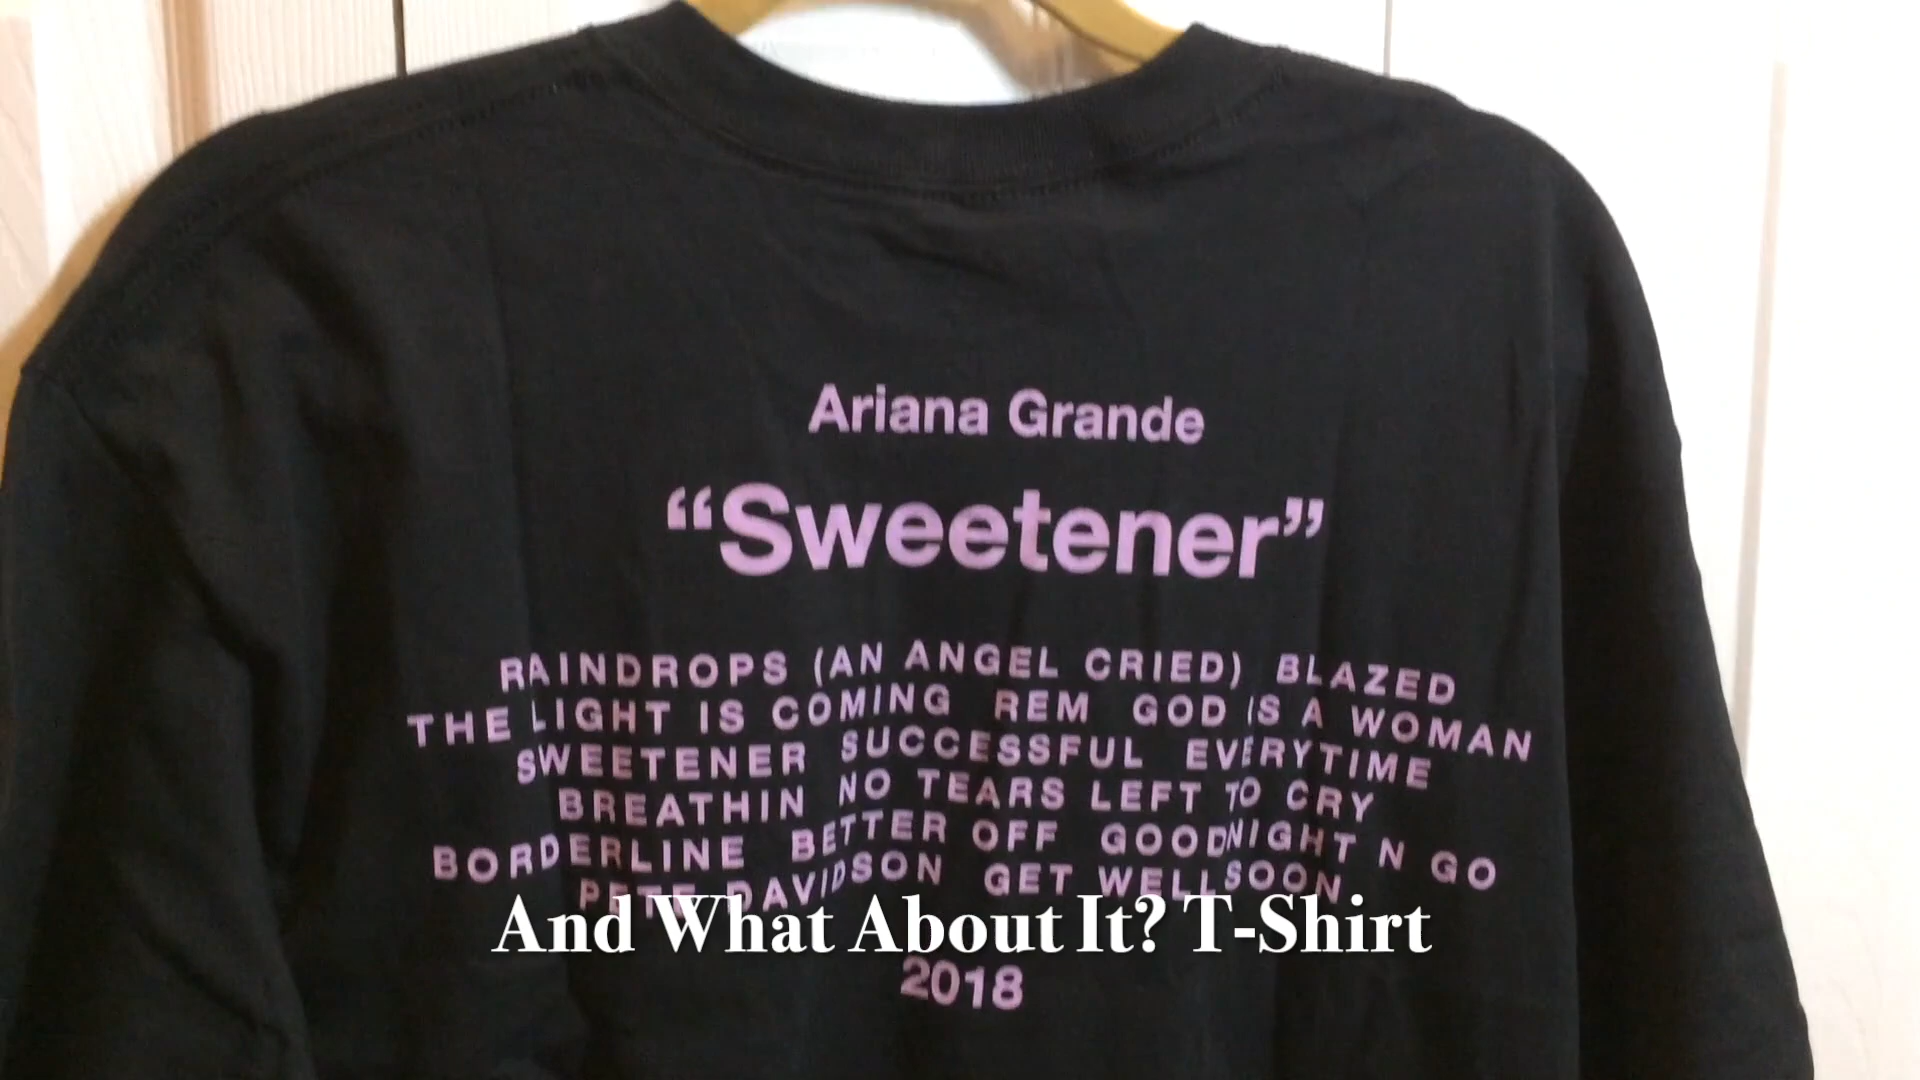 Ariana Grande
“Sweetener”
RAINDROPS (AN ANGEL CRIED) BLAZED
THE LIGHT IS COMING REM GOD IS A WOMAN
SWEETENER SUCCESSFUL EVERYTIME
BREATHIN NO TEARS LEFT TO CRY
BORDERLINE BETTER OFF GOODNIGHT N GO
PETE DAVIDSON GET WELL SOON
And What About It? T-Shirt
2018